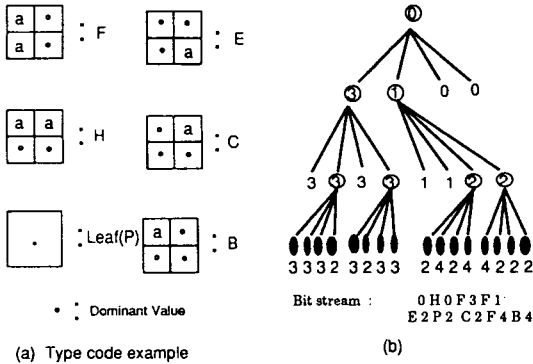 a • : F
a •
• • : E
• a
a a : H
• •
• a : C
• •
• : Leaf(P)
a • : B
• •
• : Dominant Value
(a) Type code example
0
3 1 0 0
3 3 3 3 1 1 2 2
3 3 3 2 3 2 3 3 2 4 2 4 4 2 2 2
Bit stream : 0 H 0 F 3 F 1
E 2 P 2 C 2 F 4 B 4
(b)